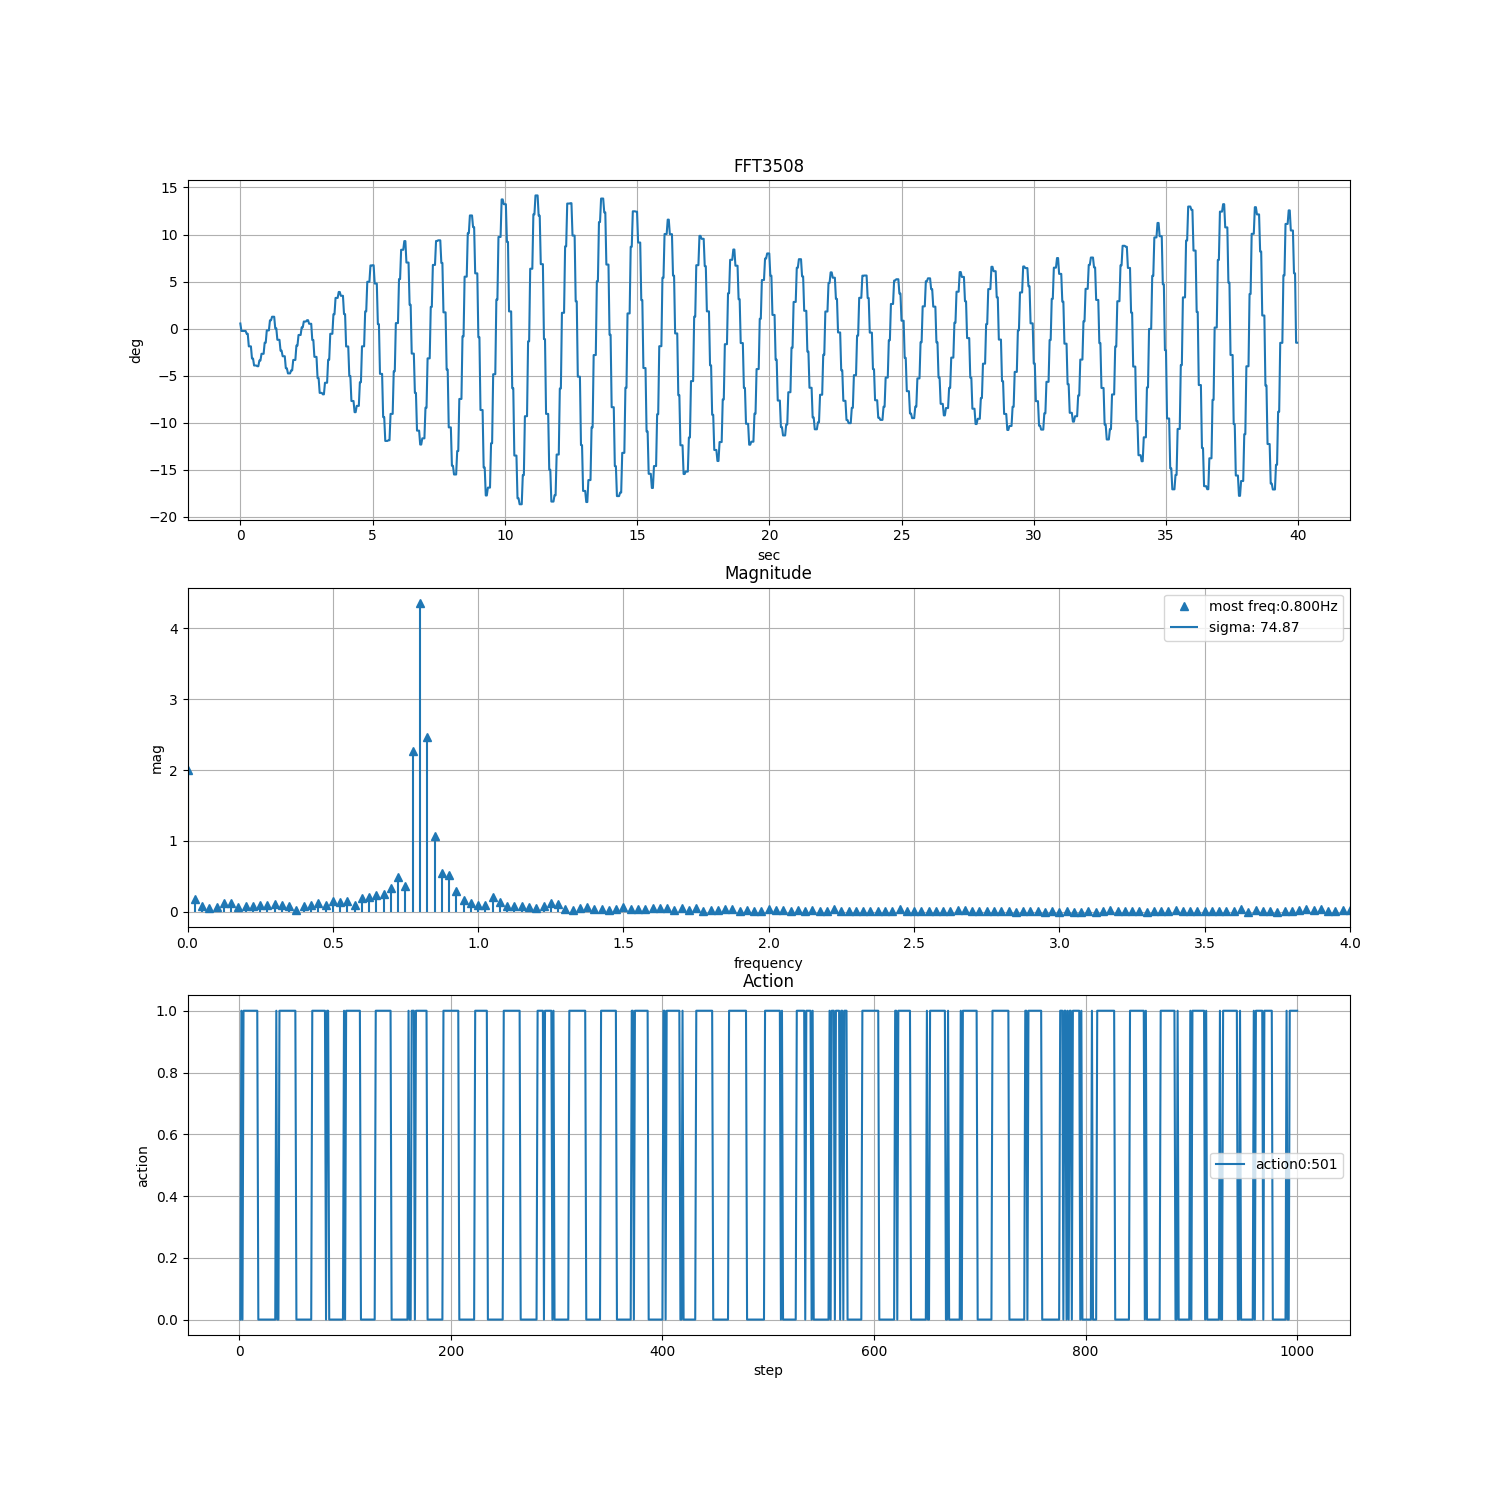 FFT3508
15
10
5
0
−5
−10
−15
−20
deg
0 5 10 15 20 25 30 35 40
sec
Magnitude
most freq:0.800Hz
sigma: 74.87
4
3
2
1
0
mag
0.0 0.5 1.0 1.5 2.0 2.5 3.0 3.5 4.0
frequency
Action
1.0
0.8
0.6
0.4
0.2
0.0
action
action0:501
0 200 400 600 800 1000
step